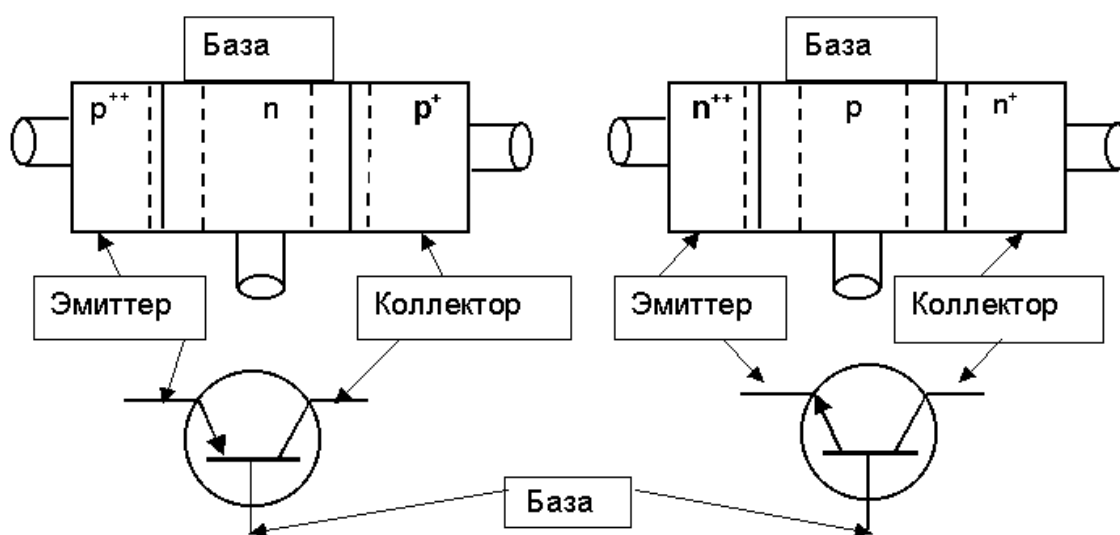 База
База
p++
n
p+
n++
p
n+
Эмиттер
Коллектор
Эмиттер
Коллектор
База